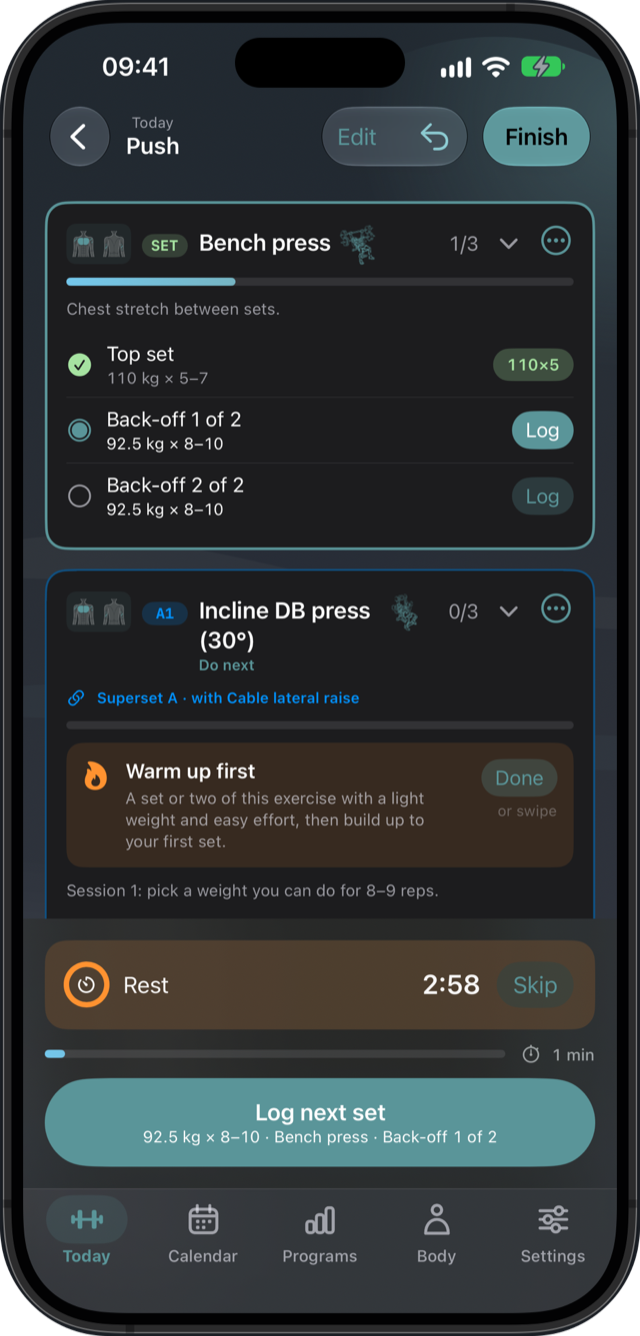 09:41
Today
Push
Edit
Finish
SET
Bench press
1/3
Chest stretch between sets.
Top set
110 kg × 5–7
110×5
Back-off 1 of 2
92.5 kg × 8–10
Log
Back-off 2 of 2
92.5 kg × 8–10
Log
A1
Incline DB press
(30°)
0/3
Do next
Superset A · with Cable lateral raise
Warm up first
A set or two of this exercise with a light
weight and easy effort, then build up to
your first set.
Done
or swipe
Session 1: pick a weight you can do for 8–9 reps.
Rest
2:58
Skip
1 min
Log next set
92.5 kg × 8–10 · Bench press · Back-off 1 of 2
Today
Calendar
Programs
Body
Settings